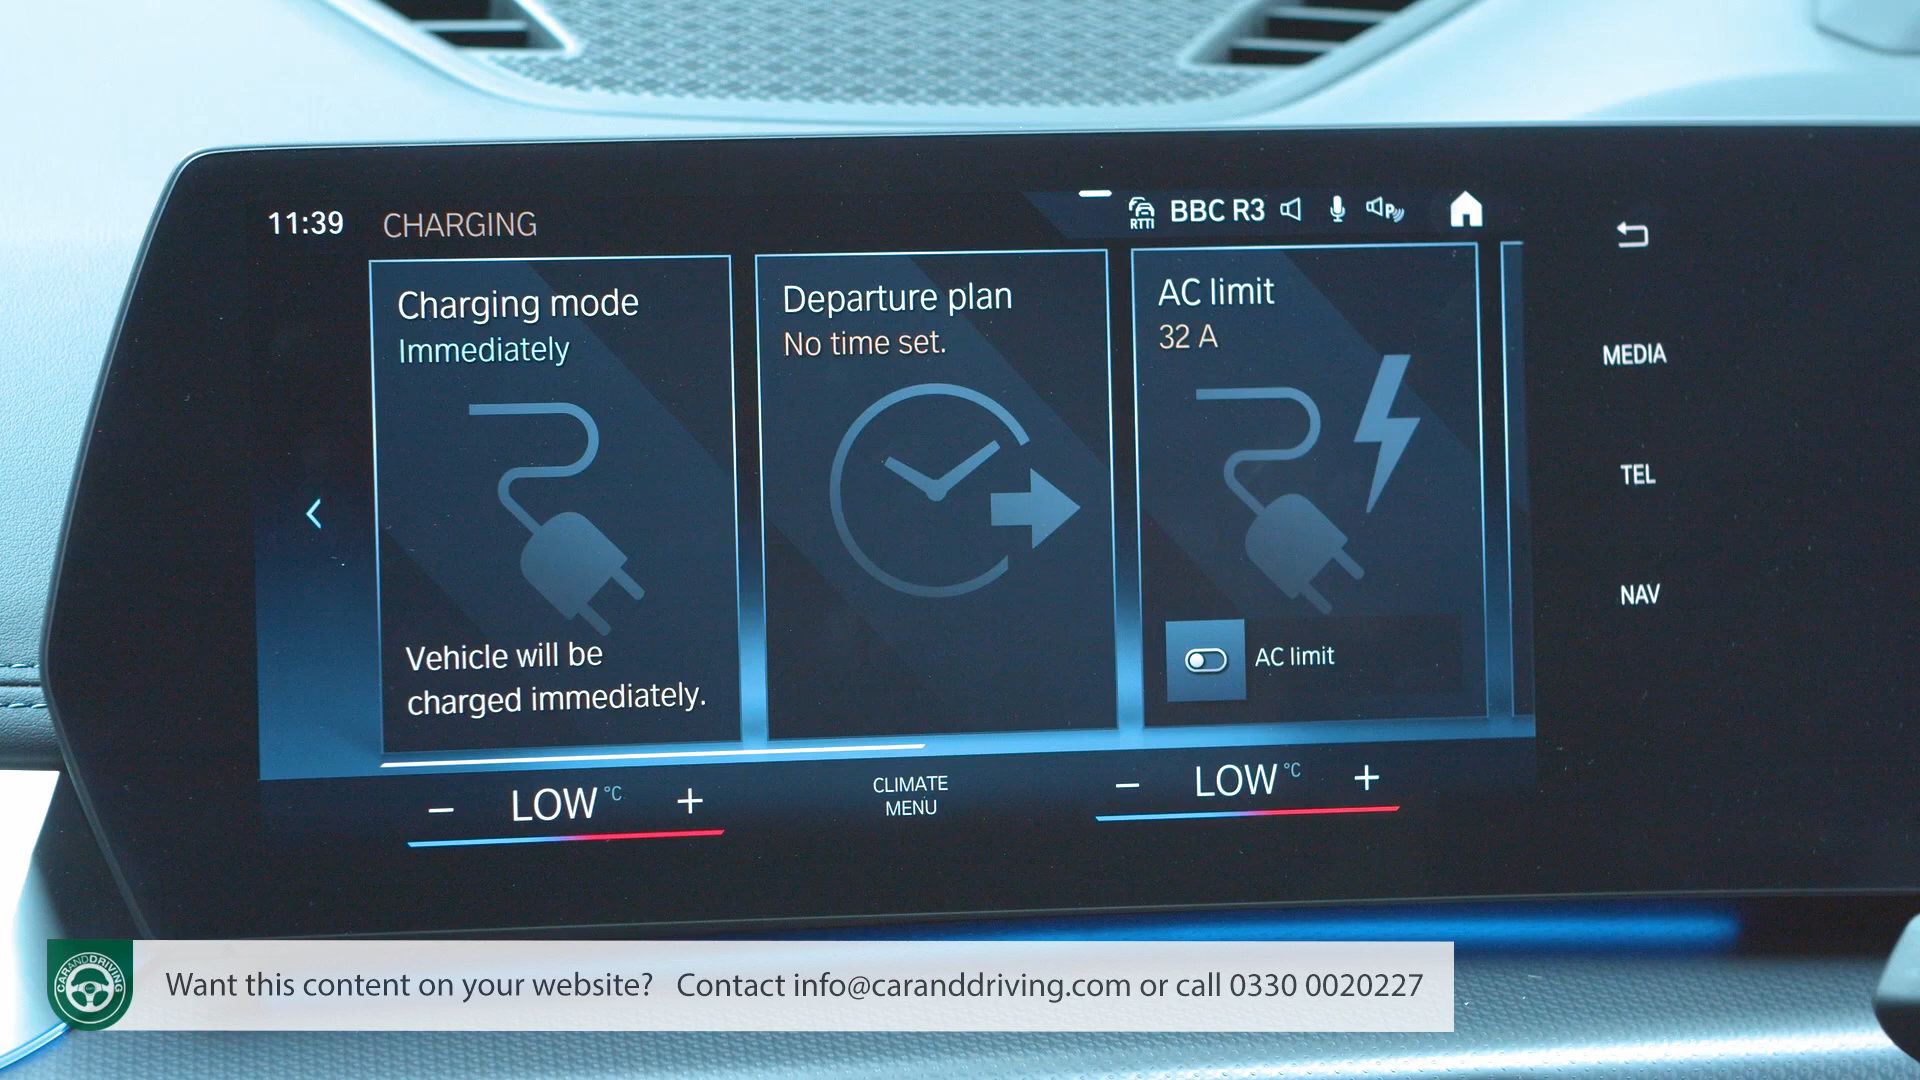 11:39 CHARGING
RTTI BBC R3 P
Charging mode
Immediately
Vehicle will be
charged immediately.
Departure plan
No time set.
AC limit
32 A
AC limit
MEDIA
TEL
NAV
− LOW °C +
CLIMATE
MENU
− LOW °C +
CARANDDRIVING
Want this content on your website? Contact info@caranddriving.com or call 0330 0020227